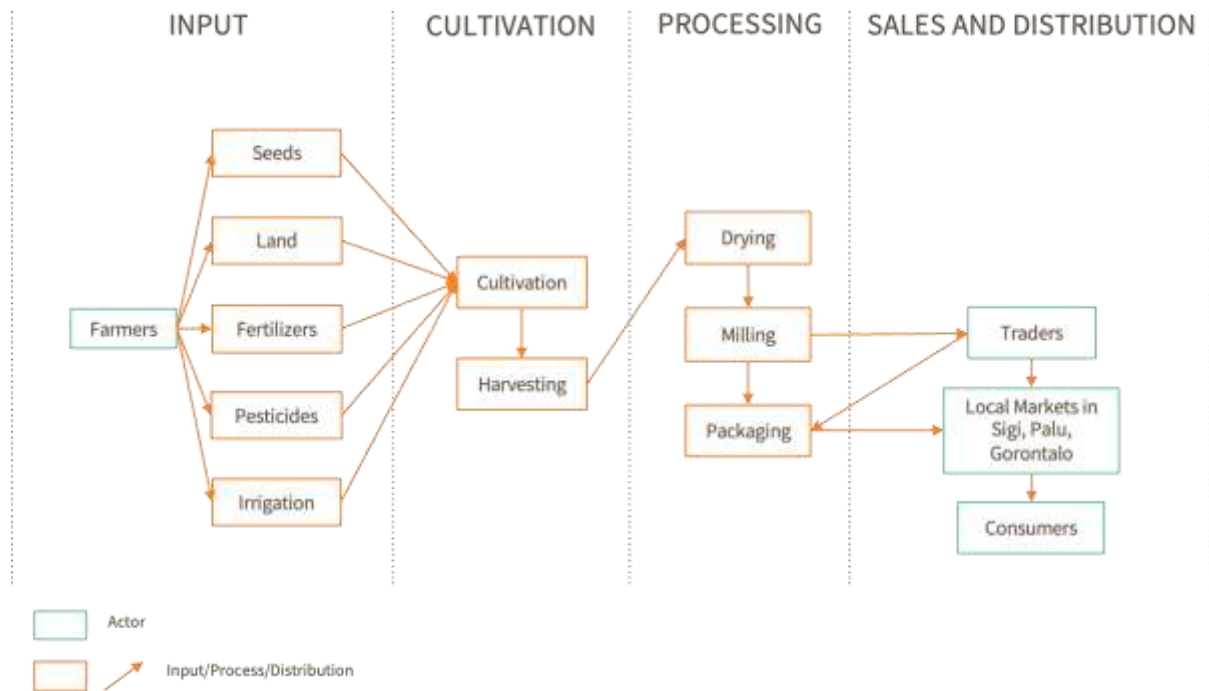 INPUT
CULTIVATION
PROCESSING
SALES AND DISTRIBUTION
Seeds
Land
Farmers
Fertilizers
Pesticides
Irrigation
Cultivation
Harvesting
Drying
Milling
Packaging
Traders
Local Markets in
Sigi, Palu,
Gorontalo
Consumers
Actor
Input/Process/Distribution